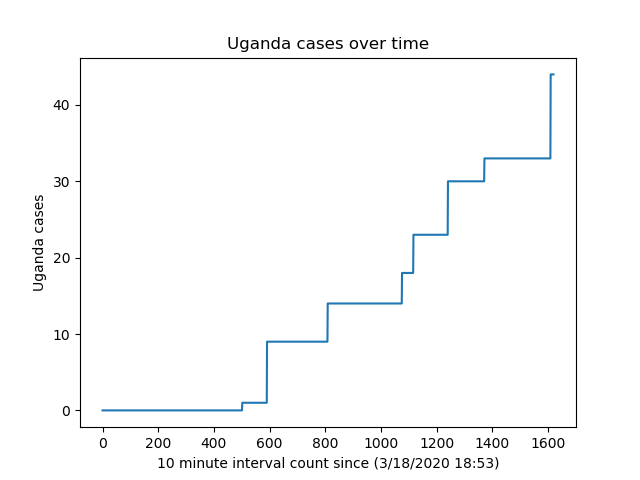 Uganda cases over time
40
30
20
10
0
Uganda cases
0 200 400 600 800 1000 1200 1400 1600
10 minute interval count since (3/18/2020 18:53)